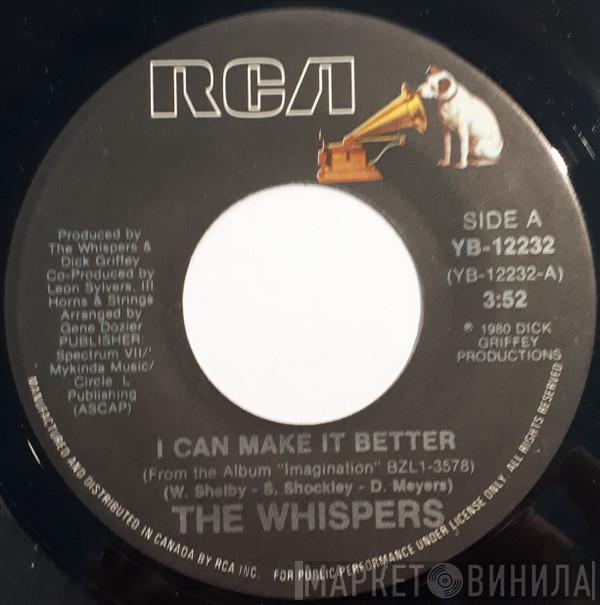 RCA
SIDE A
YB-12232
(YB-12232-A)
3:52
℗ 1980 DICK
GRIFFEY
PRODUCTIONS
Produced by
The Whispers &
Dick Griffey
Co-Produced by
Leon Sylvers, III
Horns & Strings
Arranged by
Gene Dozier
PUBLISHER:
Spectrum VII/
Mykinda Music/
Circle L
Publishing
(ASCAP)
I CAN MAKE IT BETTER
(From the Album "Imagination" BZL1-3578)
(W. Shelby - S. Shockley - D. Meyers)
THE WHISPERS
MANUFACTURED AND DISTRIBUTED IN CANADA BY RCA INC. FOR PUBLIC PERFORMANCE UNDER LICENSE ONLY. ALL RIGHTS RESERVED
МАРКЕТ ВИНИЛА